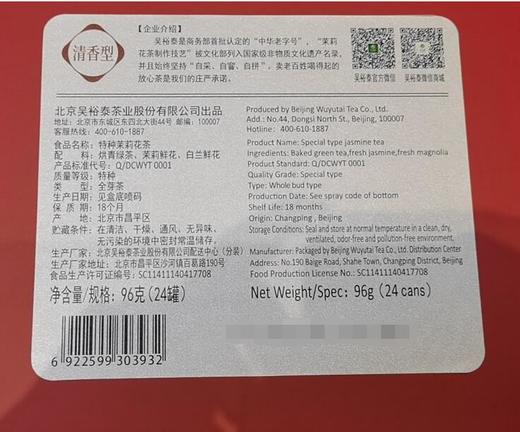 清香型
【企业介绍】
吴裕泰是商务部首批认定的“中华老字号”，“茉莉
花茶制作技艺”被文化部列入国家级非物质文化遗产名录，
并且始终坚持“自采、自窨、自拼”，卖老百姓喝得起的
放心茶是我们的庄严承诺。
吴裕泰官方微信
吴裕泰微信商城
北京吴裕泰茶业股份有限公司出品
地址：北京市东城区东四北大街44号 邮编：100007
客服热线：400-610-1887
食品名称：特种茉莉花茶
配料：烘青绿茶、茉莉鲜花、白兰鲜花
产品标准代号：Q/DCWYT 0001
质量等级：特种
类型：全芽茶
生产日期：见盒底喷码
保质期：18个月
产地：北京市昌平区
贮藏条件：在清洁、干燥、通风、无异味、
无污染的环境中密封常温储存。
生产厂家：北京吴裕泰茶业股份有限公司配送中心（分装）
厂家地址：北京市昌平区沙河镇百葛路190号
食品生产许可证编号：SC11411140417708
净含量/规格：96克（24罐）
6 922599 303932
Produced by Beijing Wuyutai Tea Co., Ltd.
Add.: No.44, Dongsi North St., Beijing, 100007
Hotline: 400-610-1887
Product Name: Special type jasmine tea
Ingredients: Baked green tea,fresh jasmine,fresh magnolia
Product Standard No.: Q/DCWYT 0001
Quality Grade: Special type
Type: Whole bud type
Production Date: See spray code of bottom
Shelf Life: 18 months
Origin: Changping , Beijing
Storage Conditions: Seal and store at normal temperature in a clean, dry,
ventilated, odor-free and pollution-free environment.
Manufacturer: Packaged by Beijing Wuyutai Tea Co., Ltd. Distribution Center
Address: No.190 Baige Road, Shahe Town, Changping District, Beijing
Food Production License No.: SC11411140417708
Net Weight/Spec: 96g (24 cans)